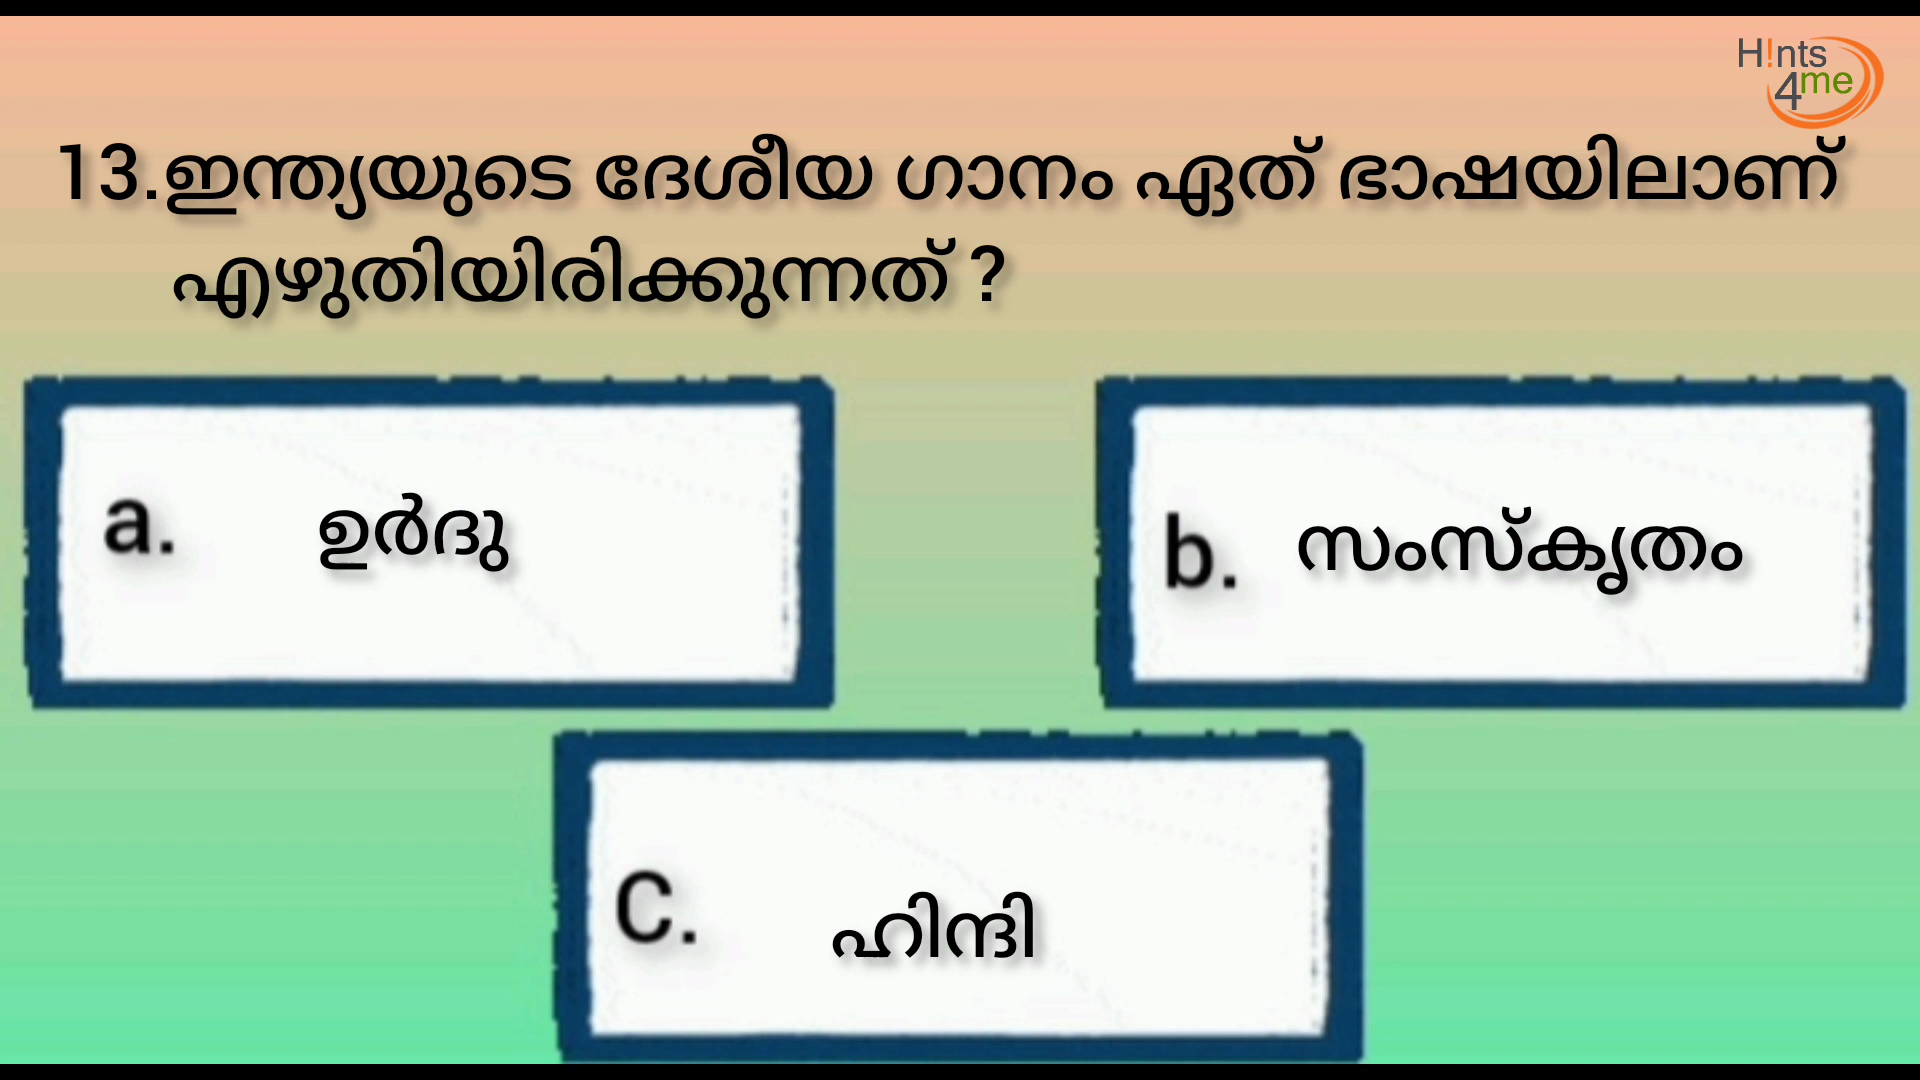 H!nts
4me
13.ഇന്ത്യയുടെ ദേശീയ ഗാനം ഏത് ഭാഷയിലാണ്
എഴുതിയിരിക്കുന്നത് ?
a. ഉർദു
b. സംസ്കൃതം
C. ഹിന്ദി